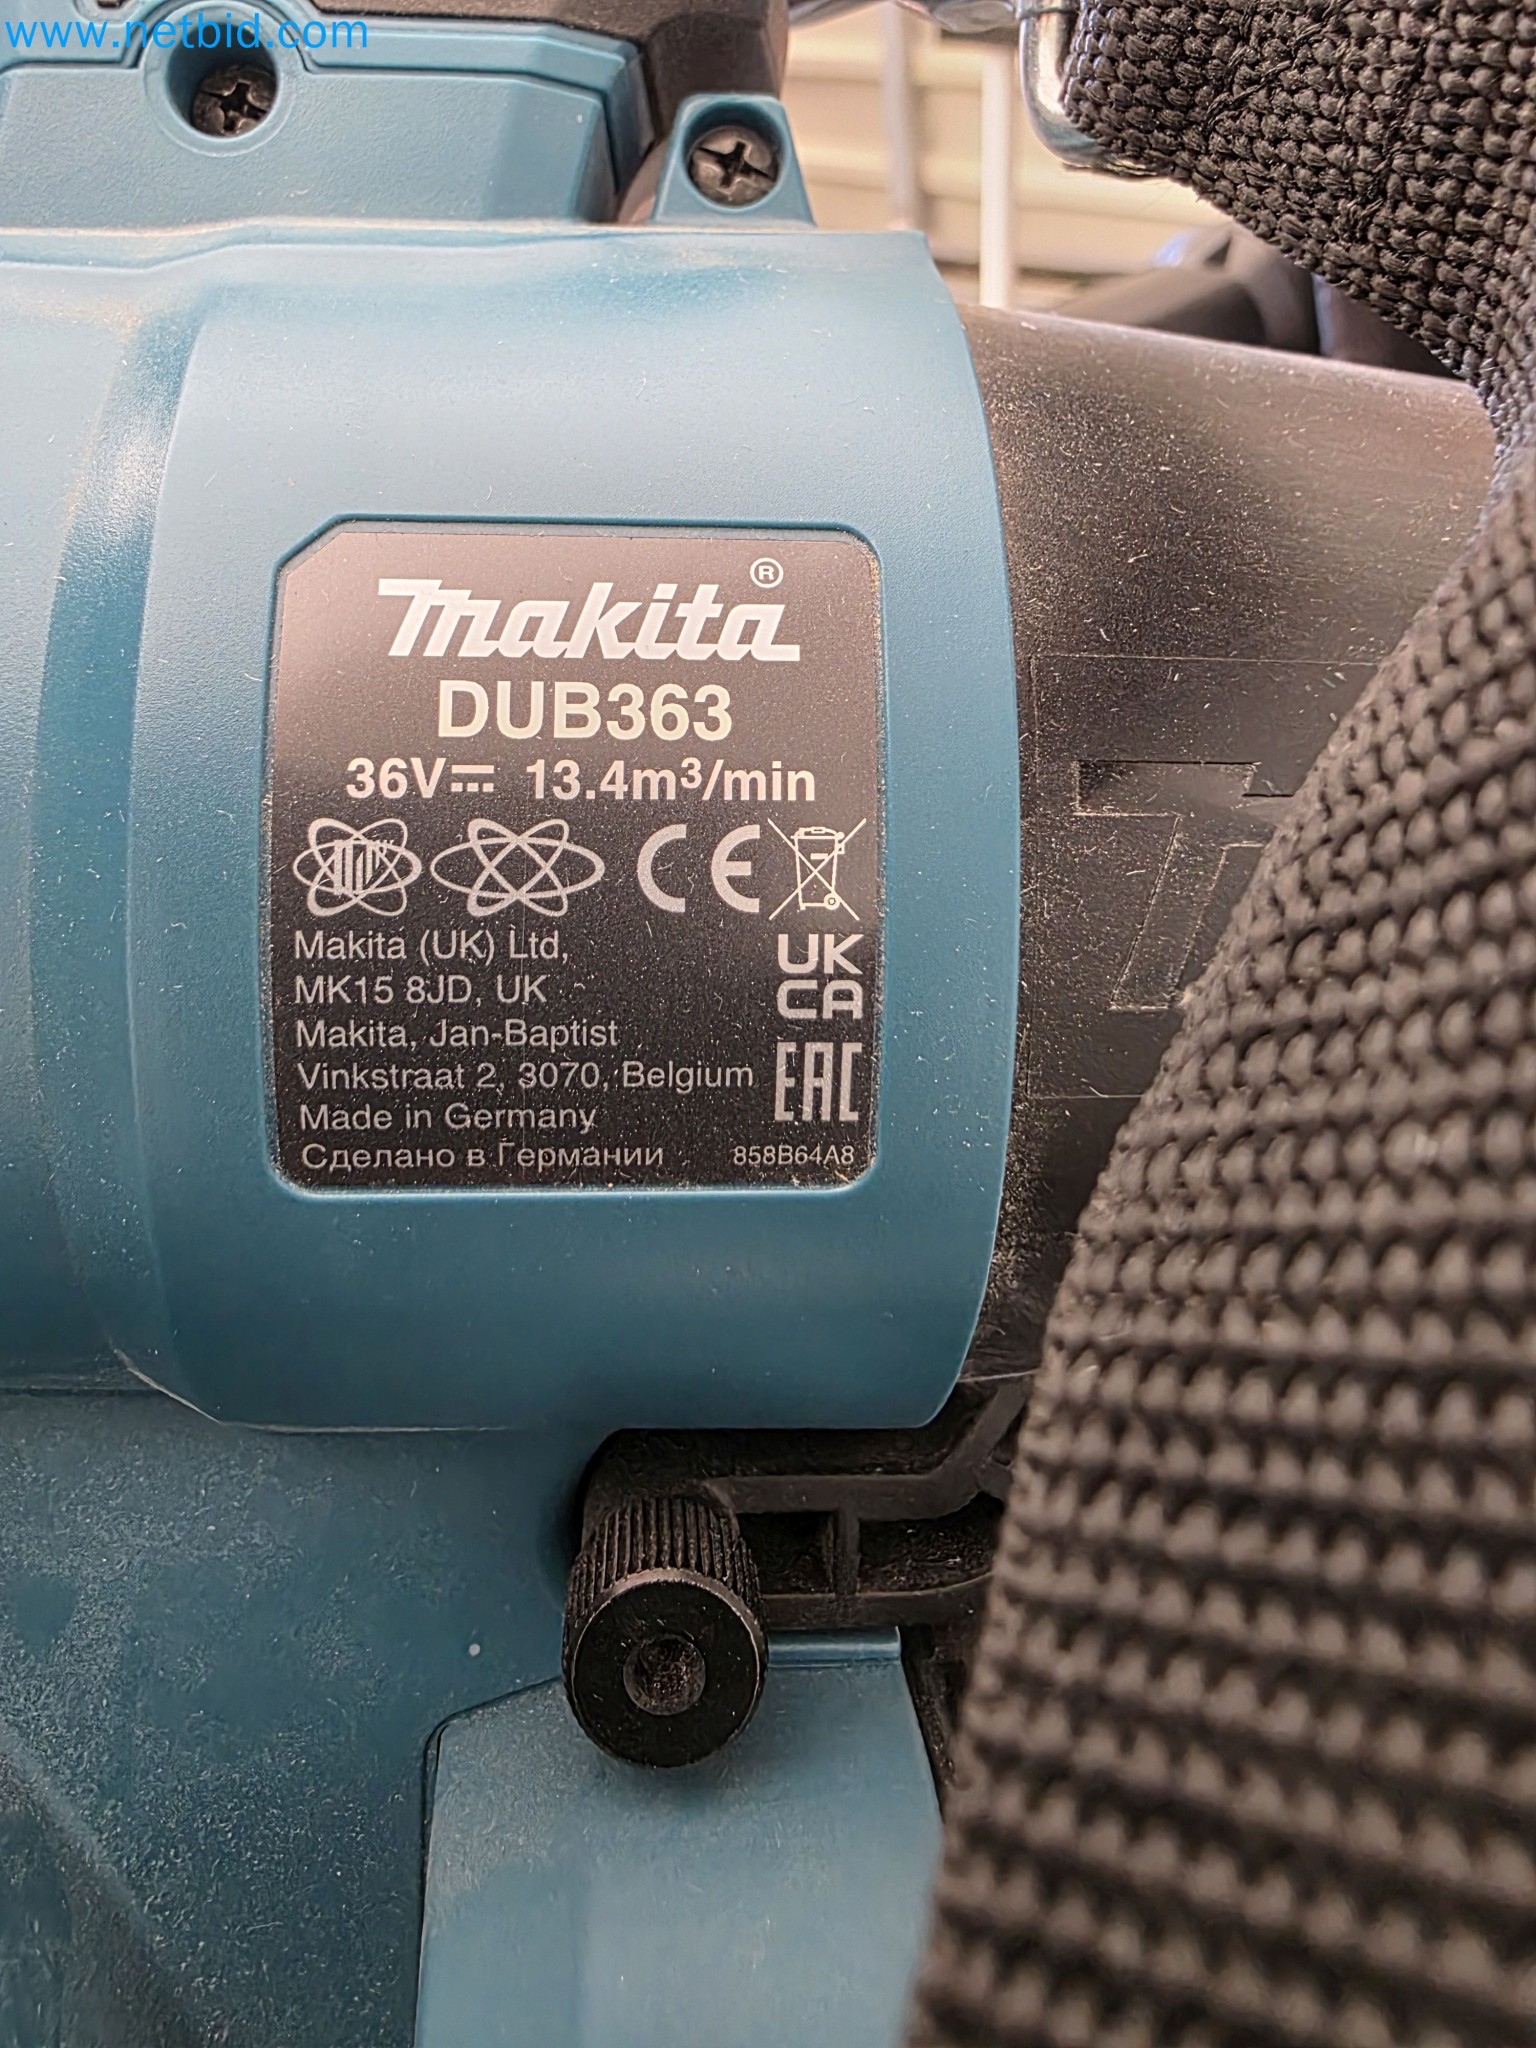 www.netbid.com
makita®
DUB363
36V⎓ 13.4m³/min
CE
Makita (UK) Ltd,
MK15 8JD, UK
Makita, Jan-Baptist
Vinkstraat 2, 3070, Belgium
Made in Germany
Сделано в Германии
UK
CA
EAC
858B64A8